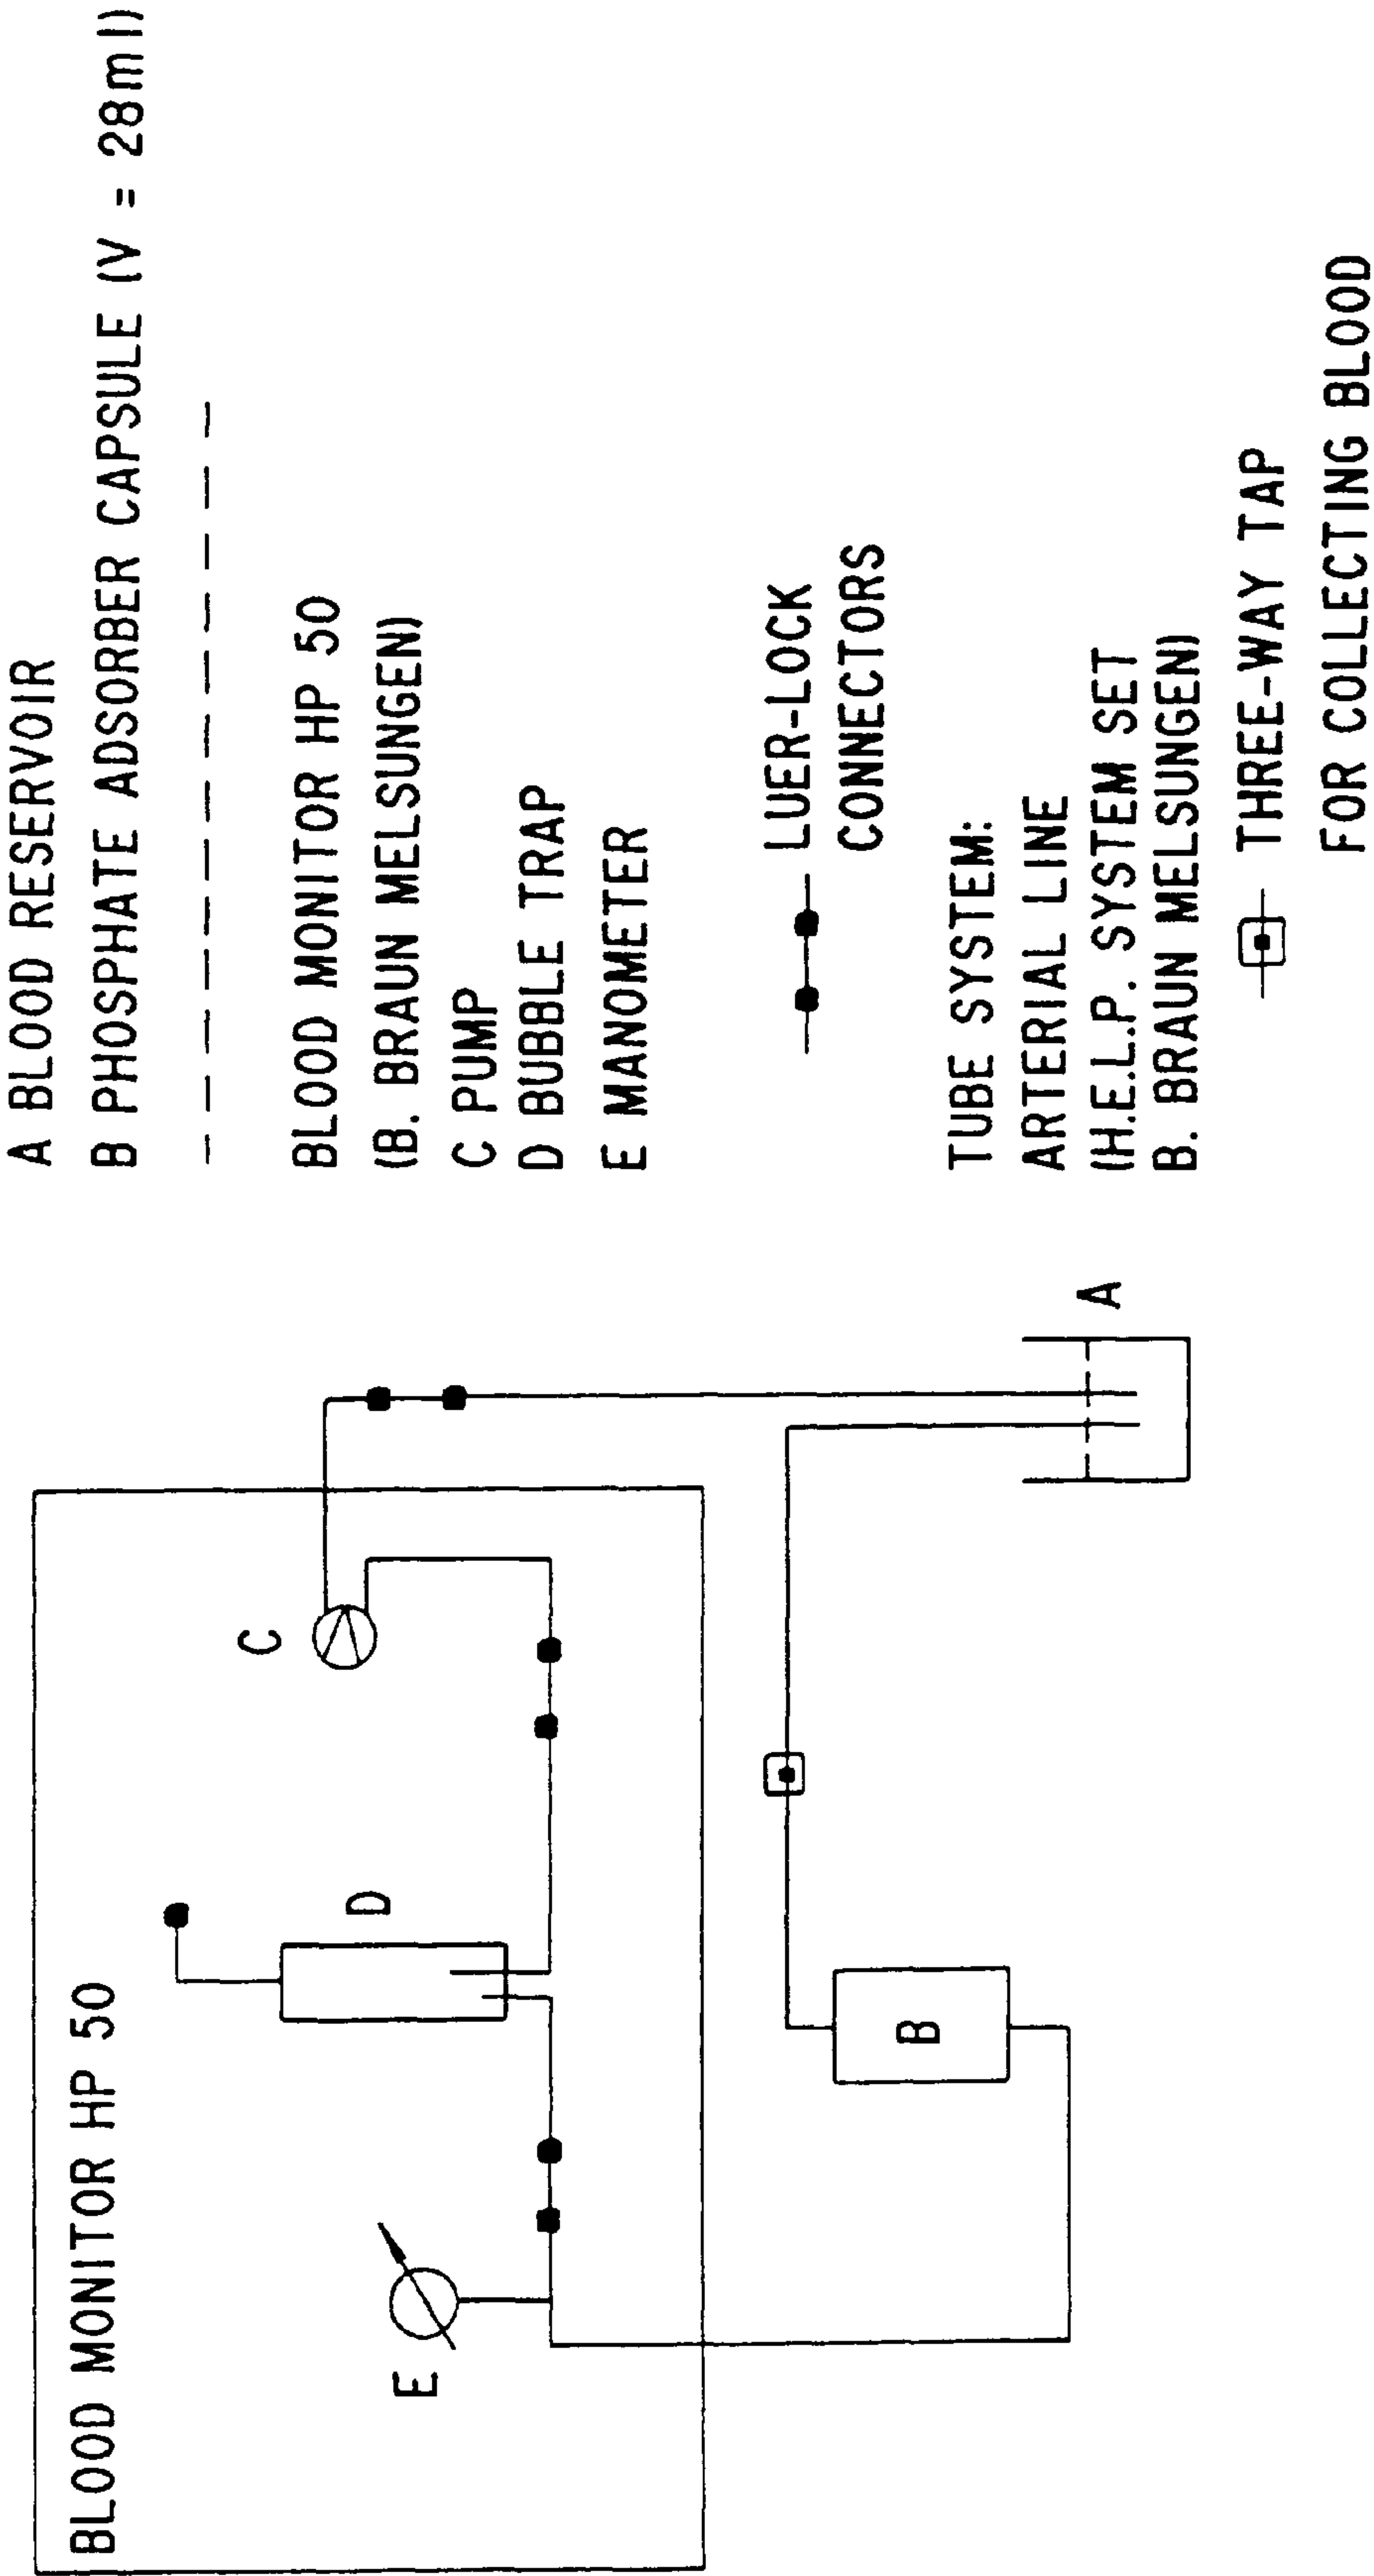 BLOOD MONITOR HP 50
E
D
C
B
A
A BLOOD RESERVOIR
B PHOSPHATE ADSORBER CAPSULE (V = 28ml)
BLOOD MONITOR HP 50
(B. BRAUN MELSUNGEN)
C PUMP
D BUBBLE TRAP
E MANOMETER
LUER-LOCK
CONNECTORS
TUBE SYSTEM:
ARTERIAL LINE
(H.E.L.P. SYSTEM SET
B. BRAUN MELSUNGEN)
THREE-WAY TAP
FOR COLLECTING BLOOD